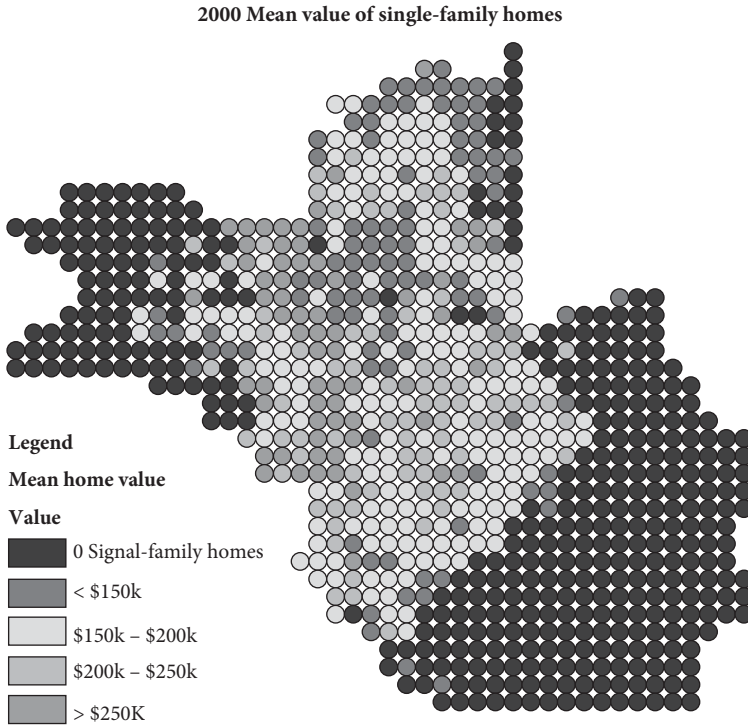 2000 Mean value of single-family homes
Legend
Mean home value
Value
0 Signal-family homes
< $150k
$150k – $200k
$200k – $250k
> $250K